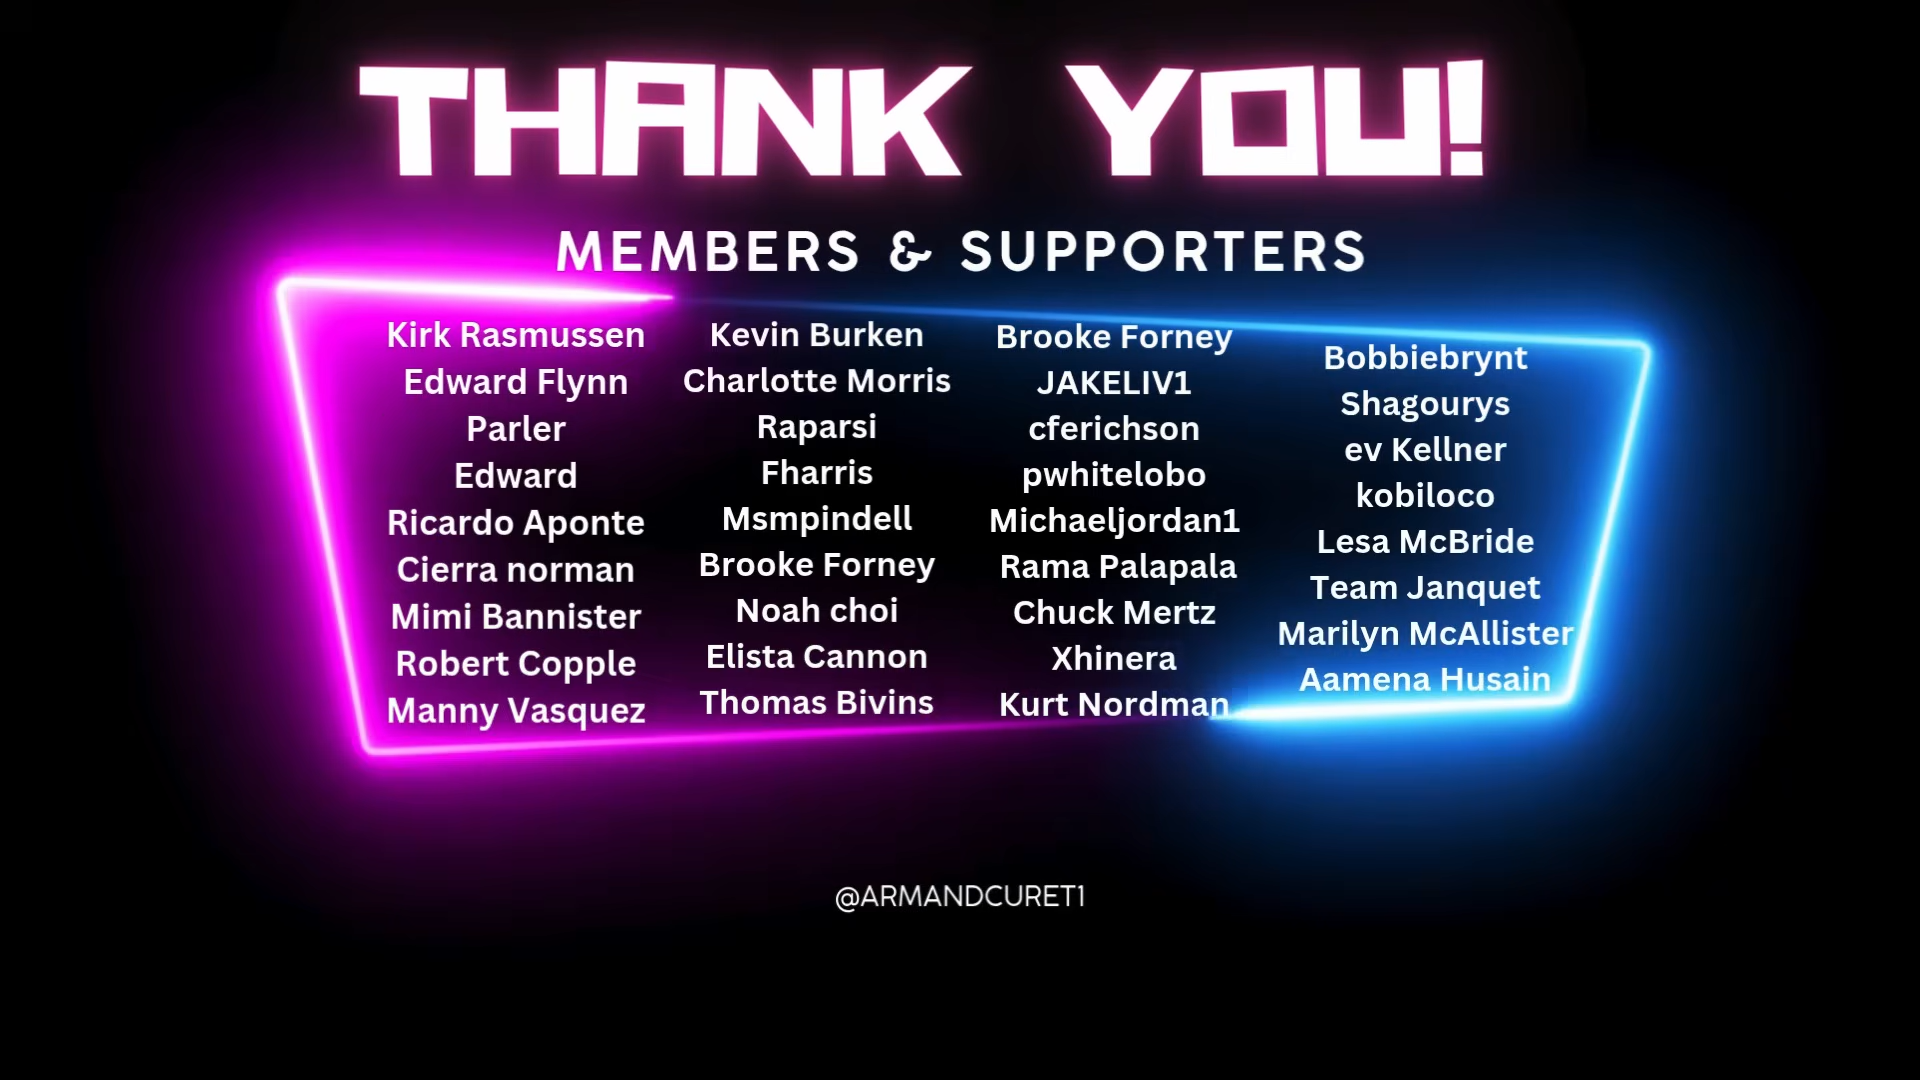 THANK YOU!
MEMBERS & SUPPORTERS
Kirk Rasmussen
Edward Flynn
Parler
Edward
Ricardo Aponte
Cierra norman
Mimi Bannister
Robert Copple
Manny Vasquez
Kevin Burken
Charlotte Morris
Raparsi
Fharris
Msmpindell
Brooke Forney
Noah choi
Elista Cannon
Thomas Bivins
Brooke Forney
JAKELIV1
cferichson
pwhitelobo
Michaeljordan1
Rama Palapala
Chuck Mertz
Xhinera
Kurt Nordman
Bobbiebrynt
Shagourys
ev Kellner
kobiloco
Lesa McBride
Team Janquet
Marilyn McAllister
Aamena Husain
@ARMANDCURET1